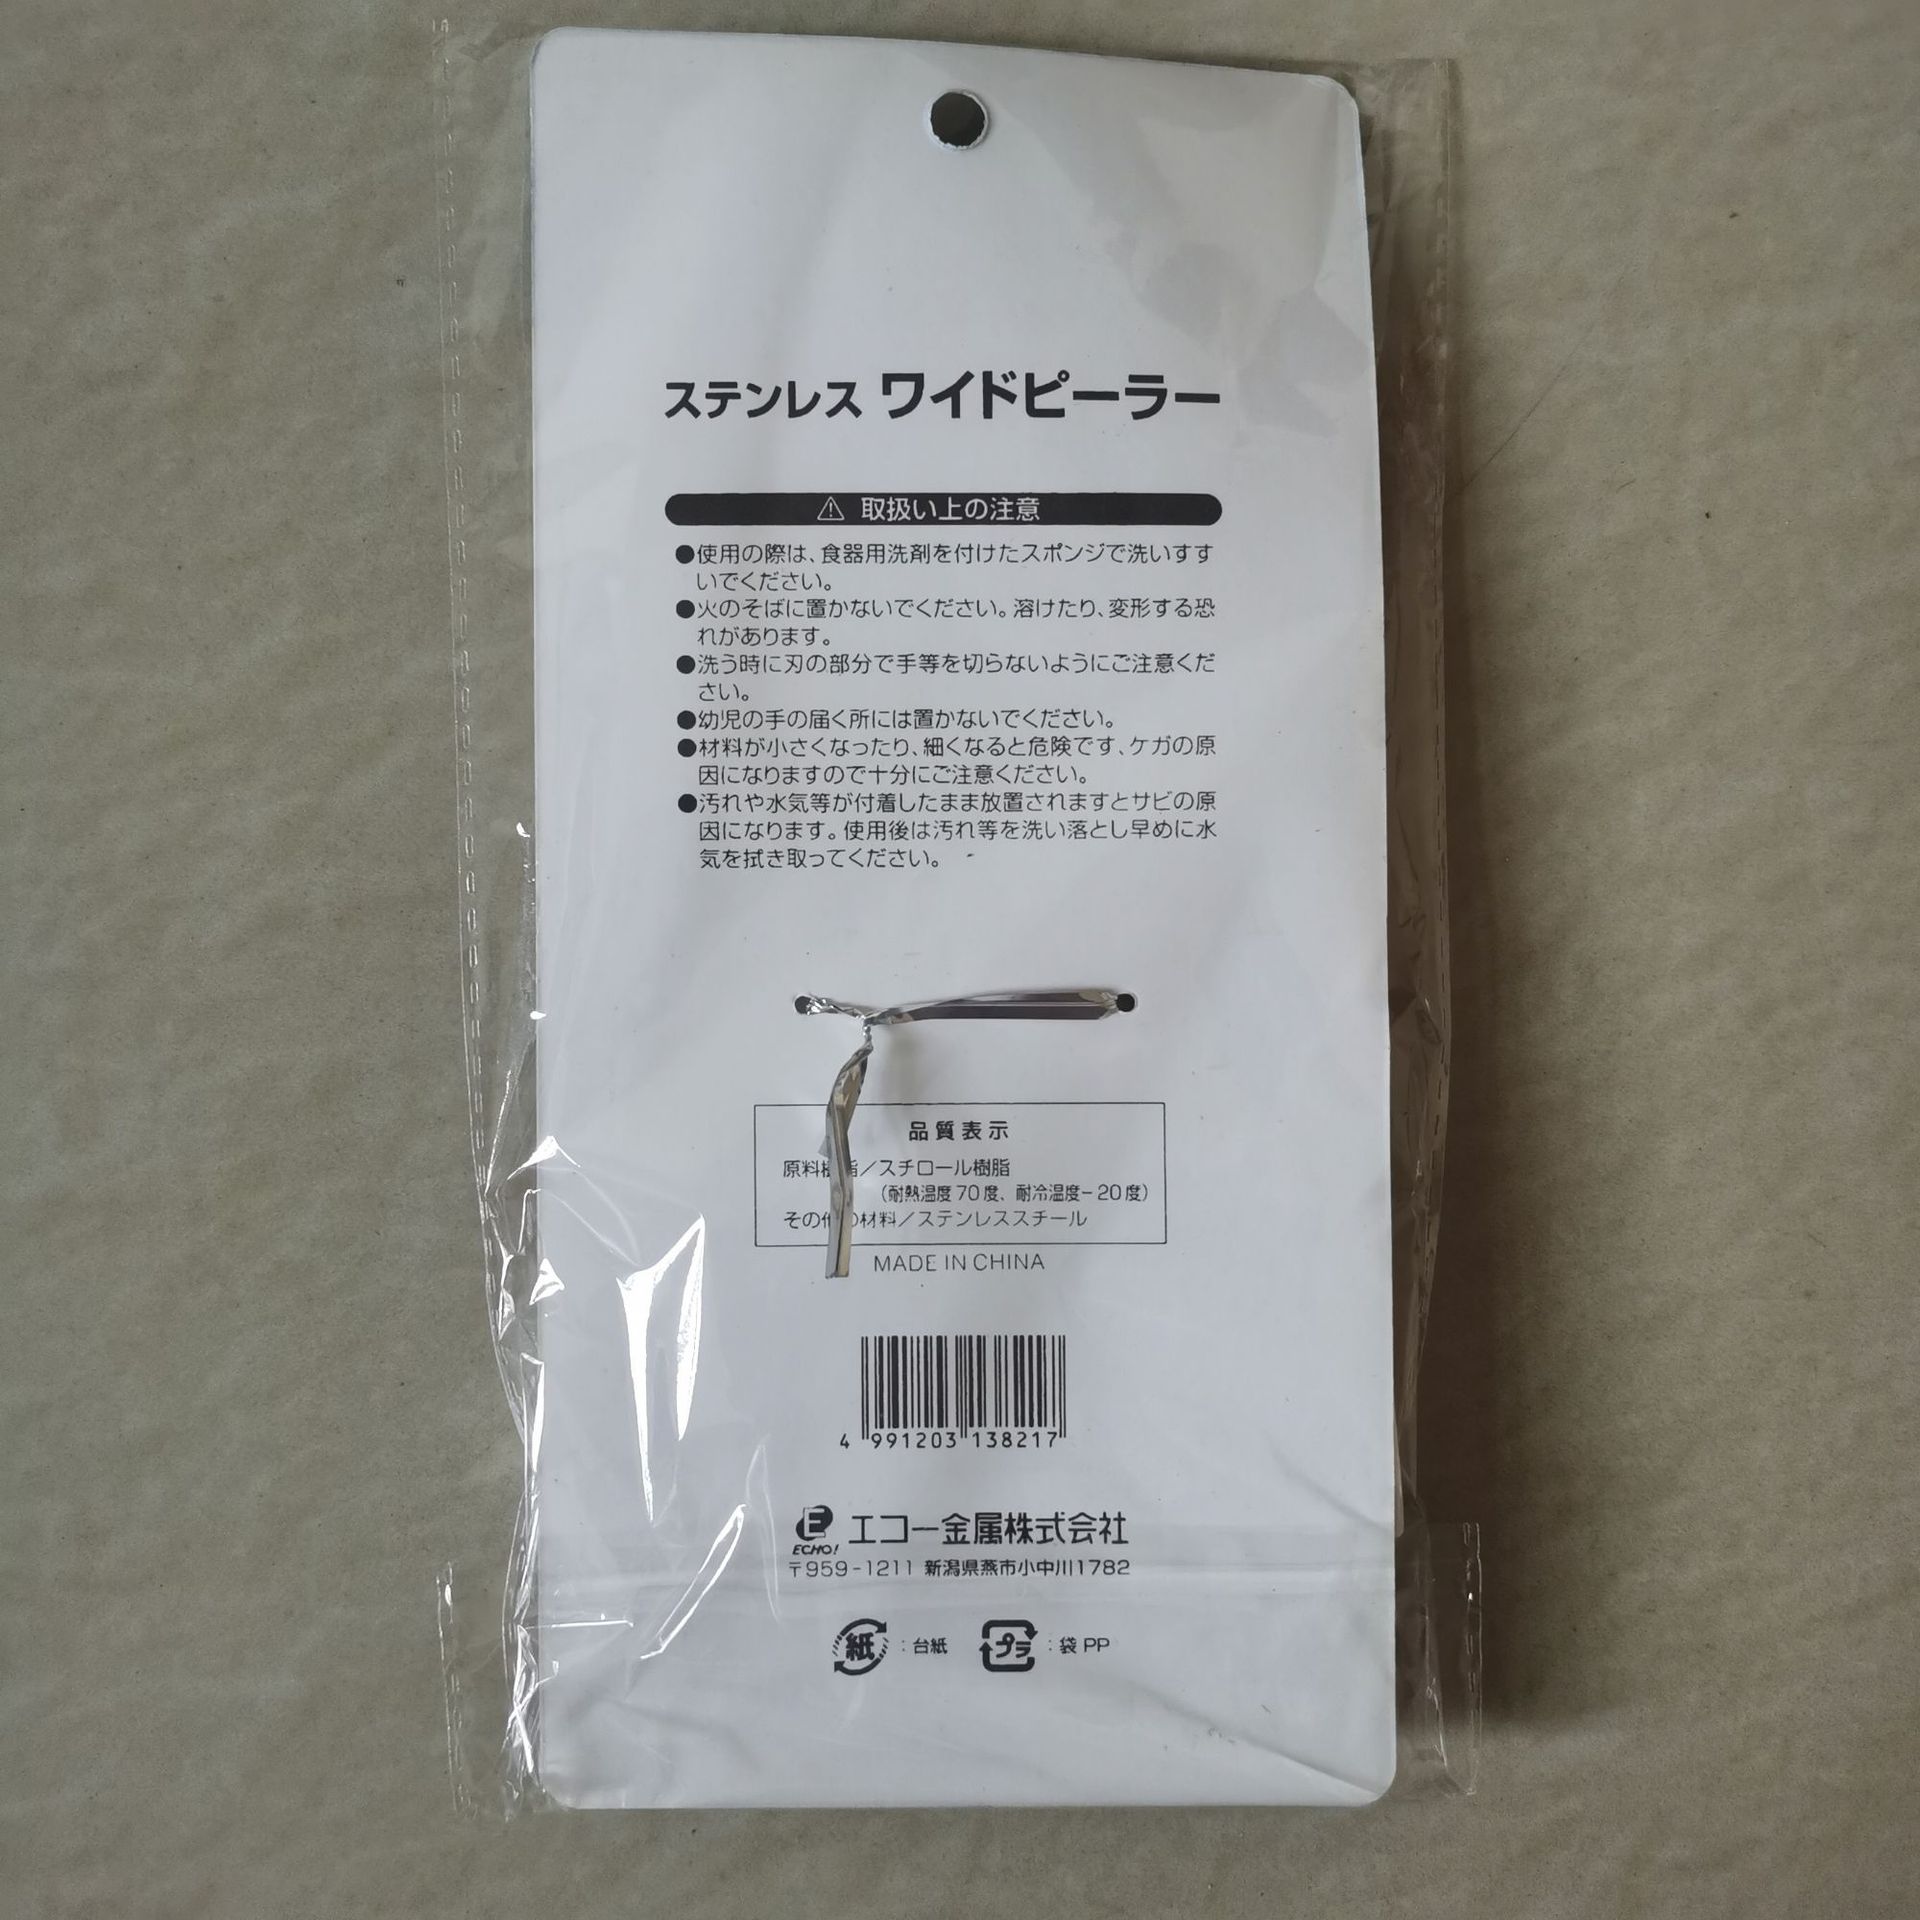 ステンレス ワイドピーラー
⚠ 取扱い上の注意
●使用の際は、食器用洗剤を付けたスポンジで洗いすす
いでください。
●火のそばに置かないでください。溶けたり、変形する恐
れがあります。
●洗う時に刃の部分で手等を切らないようにご注意くだ
さい。
●幼児の手の届く所には置かないでください。
●材料が小さくなったり、細くなると危険です、ケガの原
因になりますので十分にご注意ください。
●汚れや水気等が付着したまま放置されますとサビの原
因になります。使用後は汚れ等を洗い落とし早めに水
気を拭き取ってください。
品質表示
原料樹脂/スチロール樹脂
(耐熱温度70度、耐冷温度-20度)
その他の材料/ステンレススチール
MADE IN CHINA
4 991203 138217
E ECHO! エコー金属株式会社
〒959-1211 新潟県燕市小中川1782
紙 :台紙 プラ :袋 PP